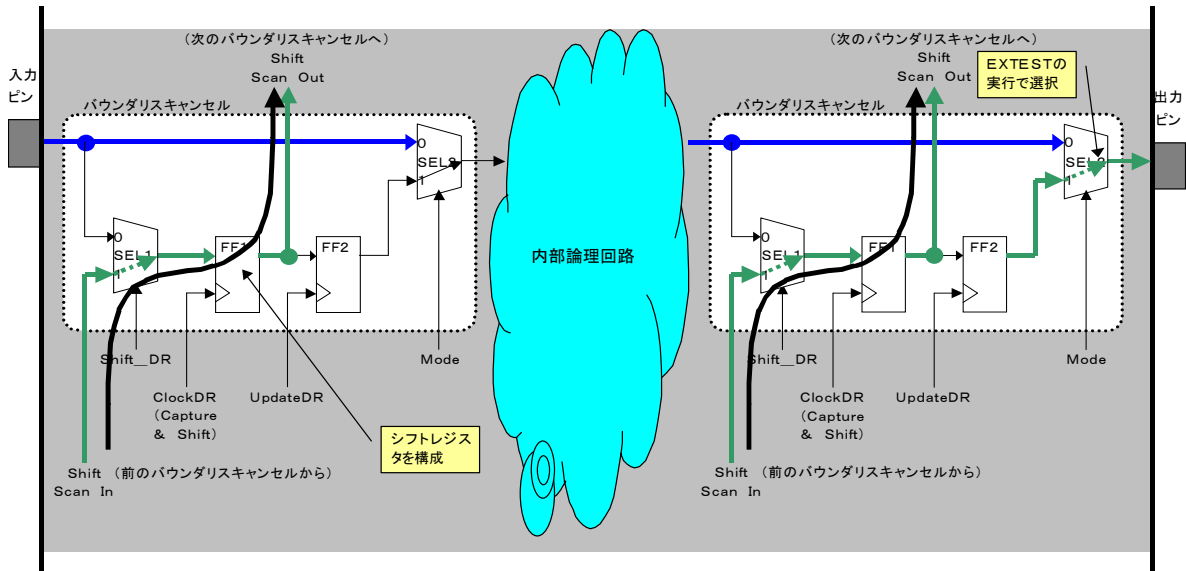 (次のバウンダリスキャンセルへ)
Shift
Scan Out
入力
ピン
バウンダリスキャンセル
0
SEL2
1
0
SEL1
1
FF1
FF2
Shift_DR
Mode
ClockDR
(Capture
& Shift)
UpdateDR
シフトレジス
タを構成
Shift (前のバウンダリスキャンセルから)
Scan In
内部論理回路
(次のバウンダリスキャンセルへ)
Shift
Scan Out
EXTESTの
実行で選択
出力
ピン
バウンダリスキャンセル
0
SEL2
1
0
SEL1
1
FF1
FF2
Shift_DR
Mode
ClockDR
(Capture
& Shift)
UpdateDR
Shift (前のバウンダリスキャンセルから)
Scan In